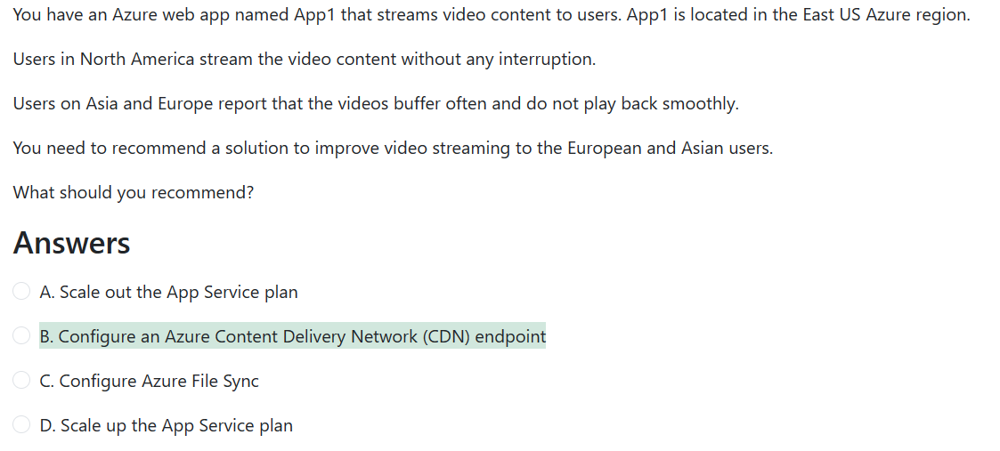 You have an Azure web app named App1 that streams video content to users. App1 is located in the East US Azure region.
Users in North America stream the video content without any interruption.
Users on Asia and Europe report that the videos buffer often and do not play back smoothly.
You need to recommend a solution to improve video streaming to the European and Asian users.
What should you recommend?
Answers
A. Scale out the App Service plan
B. Configure an Azure Content Delivery Network (CDN) endpoint
C. Configure Azure File Sync
D. Scale up the App Service plan